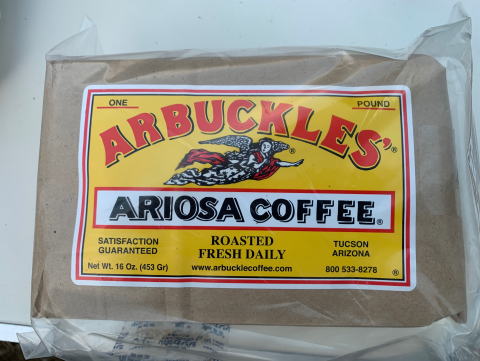 ONE POUND
ARBUCKLES'®
®
ARIOSA COFFEE®
SATISFACTION
GUARANTEED
Net Wt. 16 Oz. (453 Gr)
ROASTED
FRESH DAILY
www.arbucklecoffee.com
TUCSON
ARIZONA
800 533-8278
®